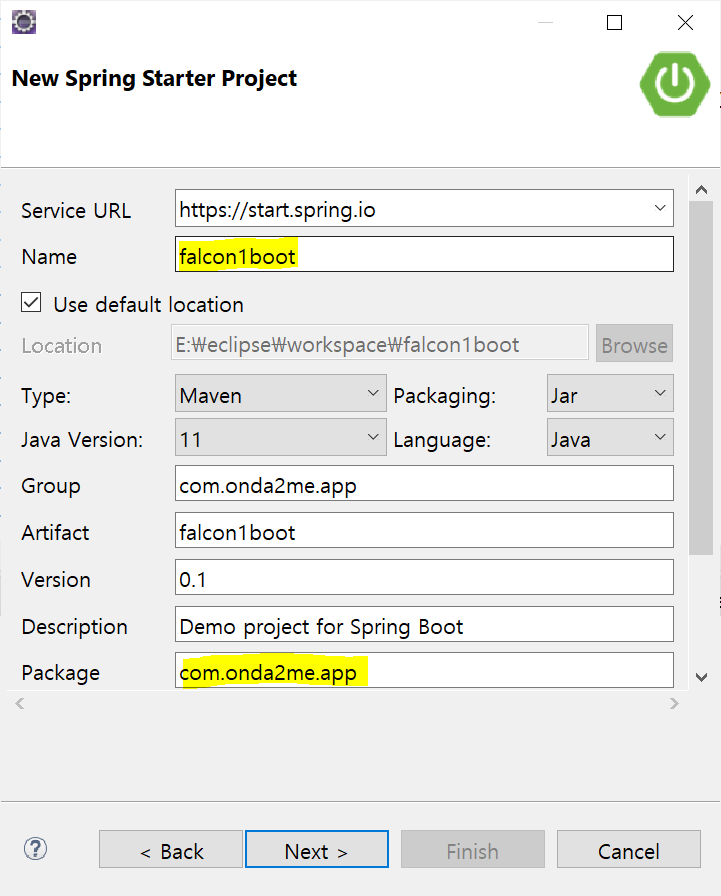 New Spring Starter Project
Service URL https://start.spring.io
Name falcon1boot
Use default location
Location E:₩eclipse₩workspace₩falcon1boot Browse
Type: Maven Packaging: Jar
Java Version: 11 Language: Java
Group com.onda2me.app
Artifact falcon1boot
Version 0.1
Description Demo project for Spring Boot
Package com.onda2me.app
? < Back Next > Finish Cancel